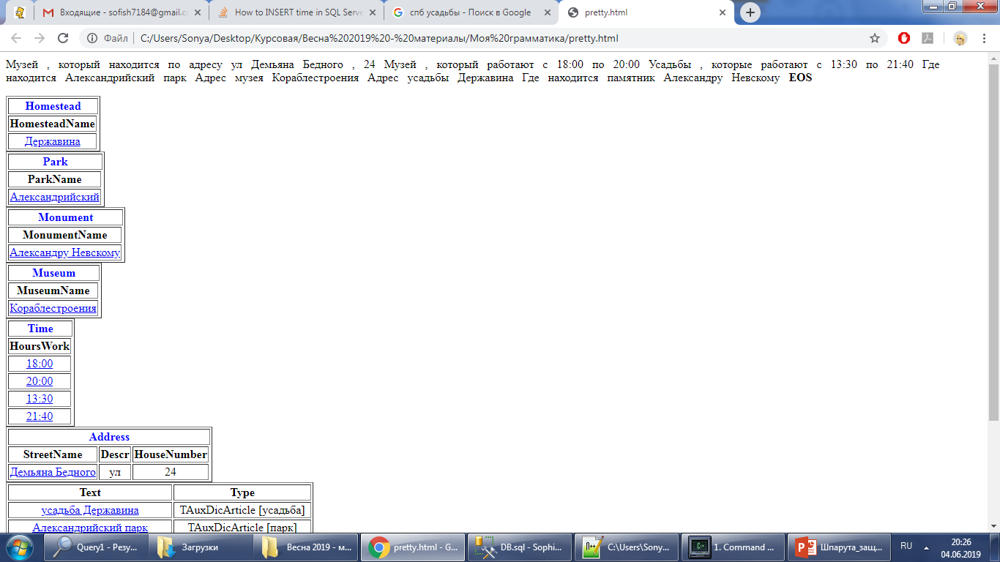 Входящие - sofish7184@gmail.c
How to INSERT time in SQL Serve
спб усадьбы - Поиск в Google
pretty.html
Файл | C:/Users/Sonya/Desktop/Курсовая/Весна%202019%20-%20материалы/Моя%20грамматика/pretty.html
Музей , который находится по адресу ул Демьяна Бедного , 24 Музей , который работают с 18:00 по 20:00 Усадьбы , которые работают с 13:30 по 21:40 Где
находится Александрийский парк Адрес музея Кораблестроения Адрес усадьбы Державина Где находится памятник Александру Невскому EOS
Homestead
HomesteadName
Державина
Park
ParkName
Александрийский
Monument
MonumentName
Александру Невскому
Museum
MuseumName
Кораблестроения
Time
HoursWork
18:00
20:00
13:30
21:40
Address
StreetName Descr HouseNumber
Демьяна Бедного ул 24
Text Type
усадьба Державина TAuxDicArticle [усадьба]
Александрийский парк TAuxDicArticle [парк]
Query1 - Резу...
Загрузки
Весна 2019 - м...
pretty.html - G...
DB.sql - Sophi...
C:\Users\Sony...
1. Command ...
Шпарута_защ...
RU
20:26
04.06.2019